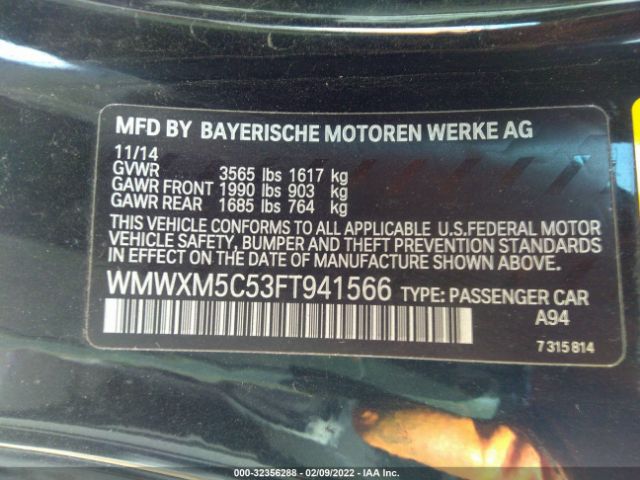 MFD BY BAYERISCHE MOTOREN WERKE AG
11/14
GVWR 3565 lbs 1617 kg
GAWR FRONT 1990 lbs 903 kg
GAWR REAR 1685 lbs 764 kg
THIS VEHICLE CONFORMS TO ALL APPLICABLE U.S.FEDERAL MOTOR
VEHICLE SAFETY, BUMPER AND THEFT PREVENTION STANDARDS
IN EFFECT ON THE DATE OF MANUFACTURE SHOWN ABOVE.
WMWXM5C53FT941566 TYPE: PASSENGER CAR
A94
7 315 814
000-32356288 - 02/09/2022 - IAA Inc.